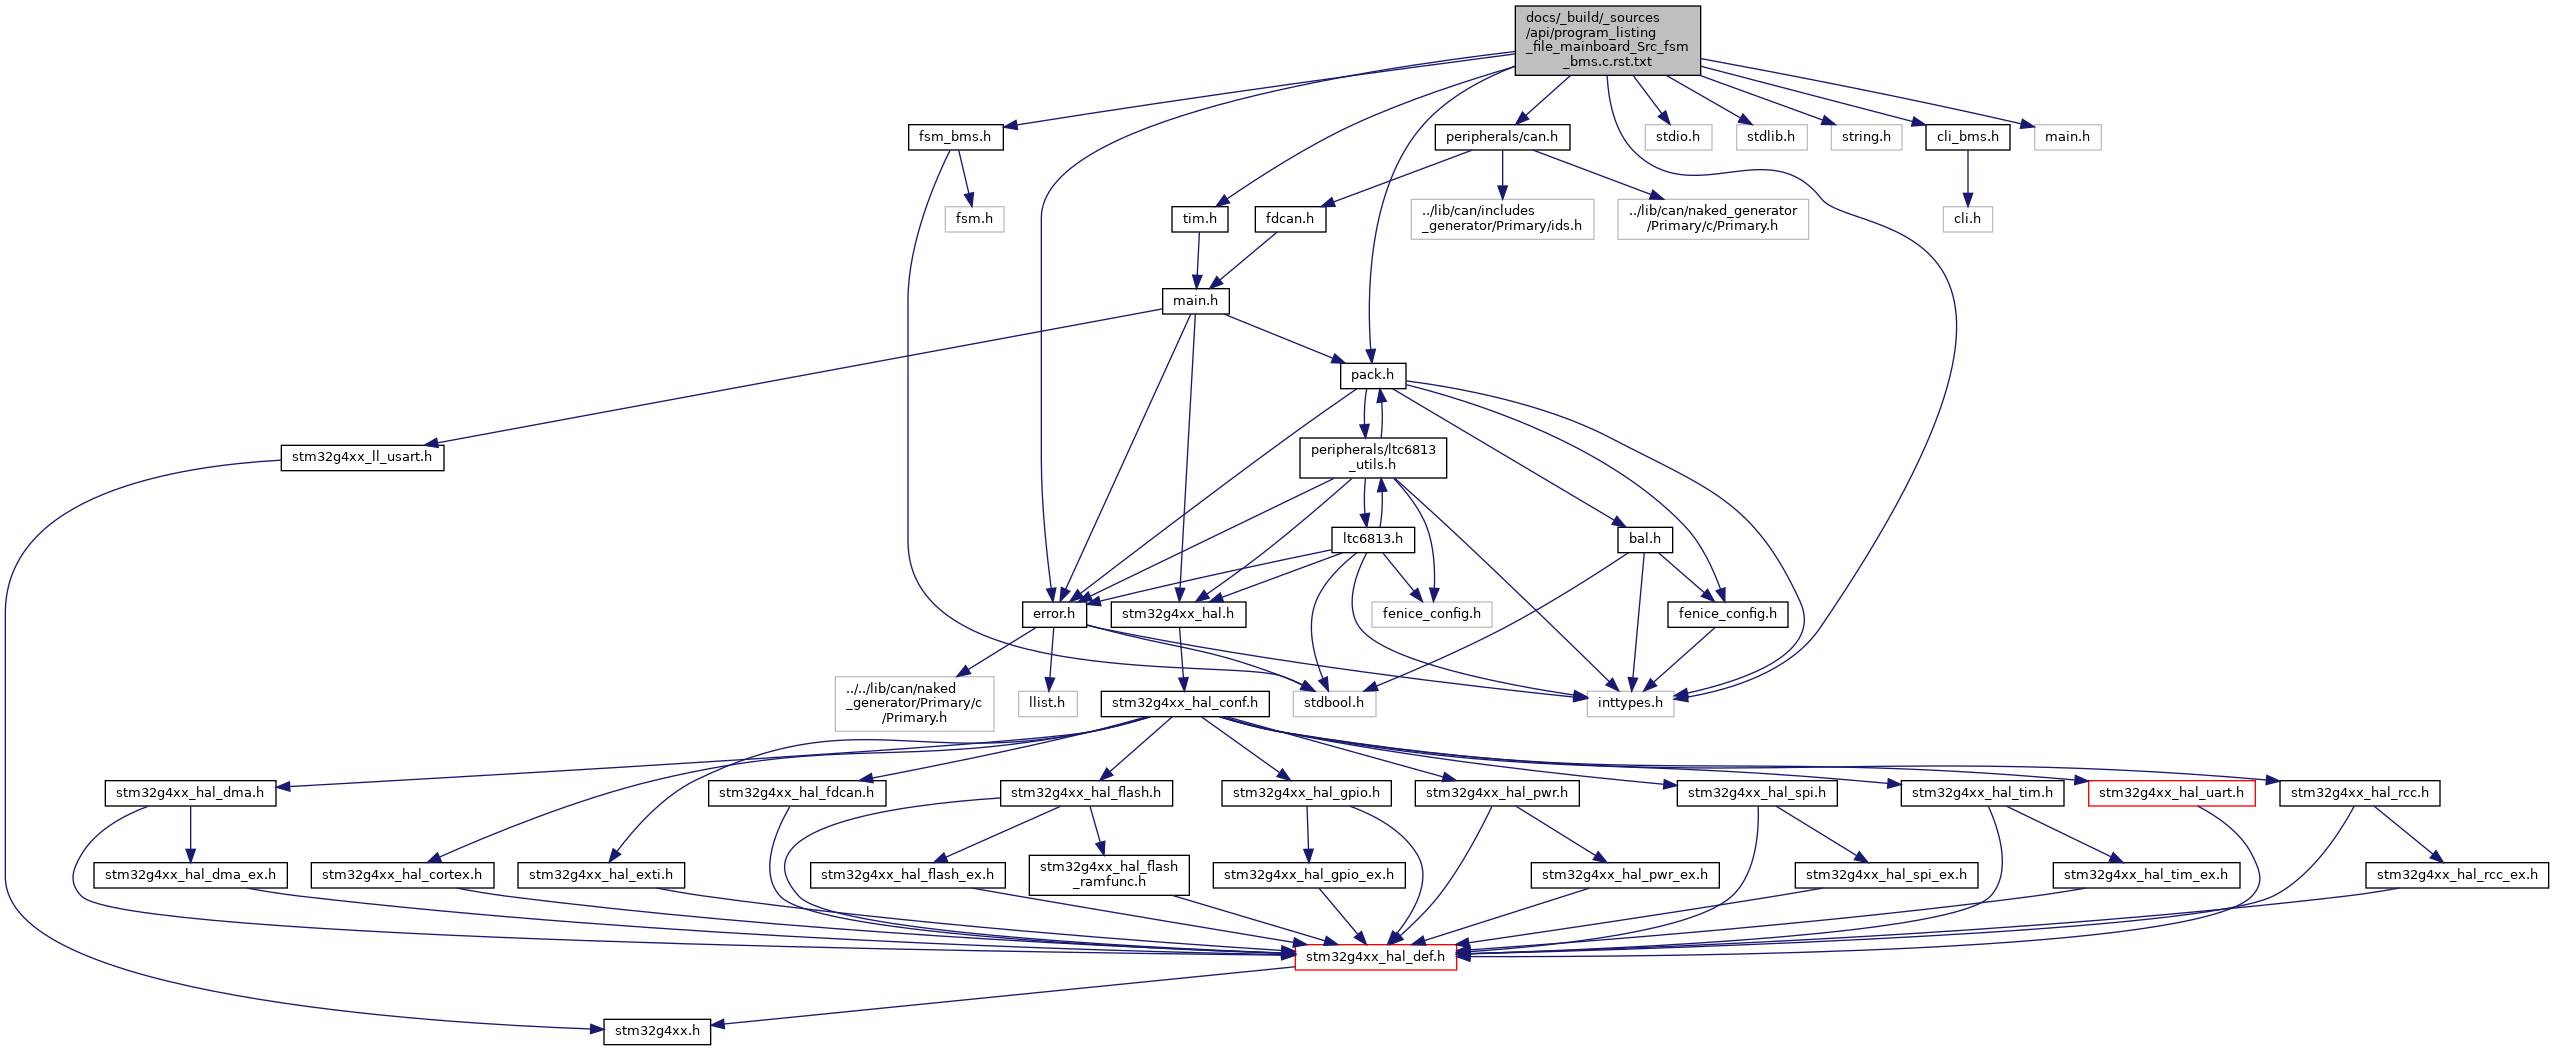 docs/_build/_sources
/api/program_listing
_file_mainboard_Src_fsm
_bms.c.rst.txt
fsm_bms.h
peripherals/can.h
stdio.h
stdlib.h
string.h
cli_bms.h
main.h
fsm.h
tim.h
fdcan.h
../lib/can/includes
_generator/Primary/ids.h
../lib/can/naked_generator
/Primary/c/Primary.h
cli.h
main.h
pack.h
stm32g4xx_ll_usart.h
peripherals/ltc6813
_utils.h
ltc6813.h
bal.h
error.h
stm32g4xx_hal.h
fenice_config.h
fenice_config.h
../../lib/can/naked
_generator/Primary/c
/Primary.h
llist.h
stm32g4xx_hal_conf.h
stdbool.h
inttypes.h
stm32g4xx_hal_dma.h
stm32g4xx_hal_fdcan.h
stm32g4xx_hal_flash.h
stm32g4xx_hal_gpio.h
stm32g4xx_hal_pwr.h
stm32g4xx_hal_spi.h
stm32g4xx_hal_tim.h
stm32g4xx_hal_uart.h
stm32g4xx_hal_rcc.h
stm32g4xx_hal_dma_ex.h
stm32g4xx_hal_cortex.h
stm32g4xx_hal_exti.h
stm32g4xx_hal_flash_ex.h
stm32g4xx_hal_flash
_ramfunc.h
stm32g4xx_hal_gpio_ex.h
stm32g4xx_hal_pwr_ex.h
stm32g4xx_hal_spi_ex.h
stm32g4xx_hal_tim_ex.h
stm32g4xx_hal_rcc_ex.h
stm32g4xx_hal_def.h
stm32g4xx.h